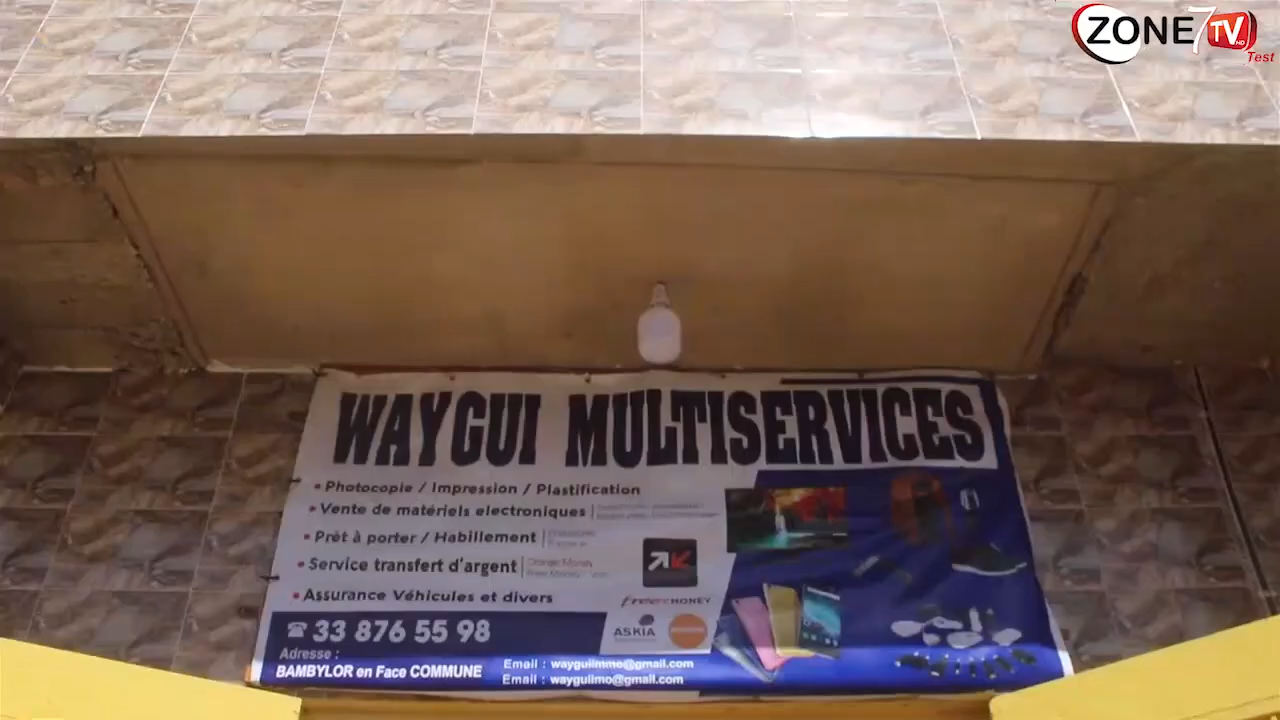 ZONE 7 TV HD
Test
WAYGUI MULTISERVICES
• Photocopie / Impression / Plastification
• Vente de matériels electroniques
• Prêt à porter / Habillement
• Service transfert d'argent
Orange Money
Free Money
• Assurance Véhicules et divers
free MONEY
ASKIA
☎ 33 876 55 98
Adresse :
BAMBYLOR en Face COMMUNE
Email : wayguiimmo@gmail.com
Email : wayguiimo@gmail.com